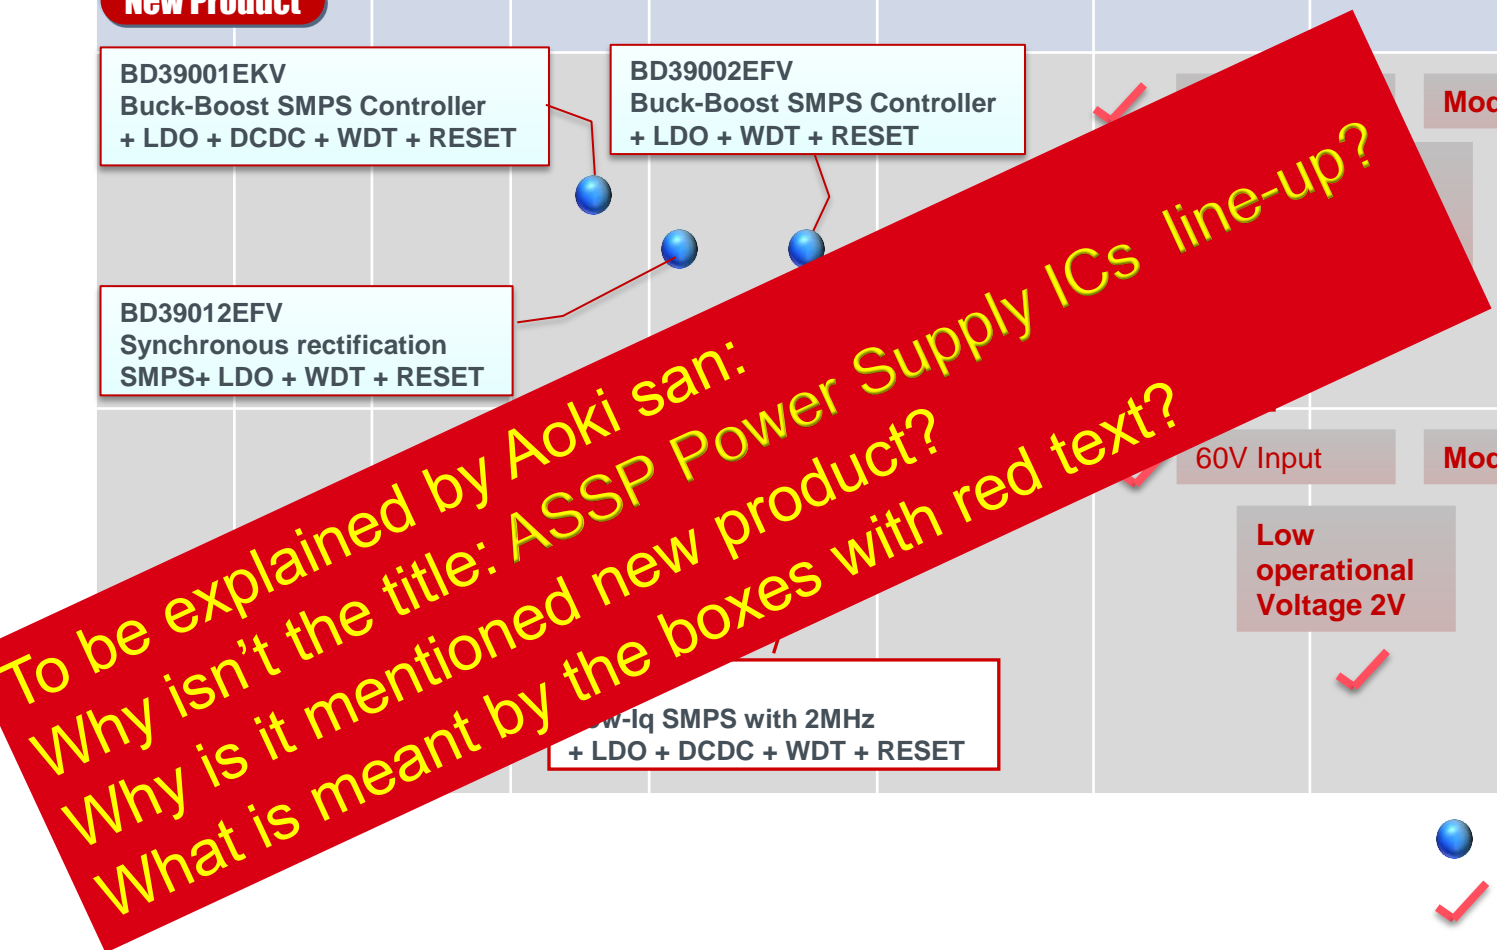 New Product
BD39001EKV
Buck-Boost SMPS Controller
+ LDO + DCDC + WDT + RESET
BD39002EFV
Buck-Boost SMPS Controller
+ LDO + WDT + RESET
BD39012EFV
Synchronous rectification
SMPS+ LDO + WDT + RESET
To be explained by Aoki san:
Why isn't the title: ASSP Power Supply ICs line-up?
Why is it mentioned new product?
What is meant by the boxes with red text?
60V Input
Low
operational
Voltage 2V
SMPS with 2MHz
+ LDO + DCDC + WDT + RESET